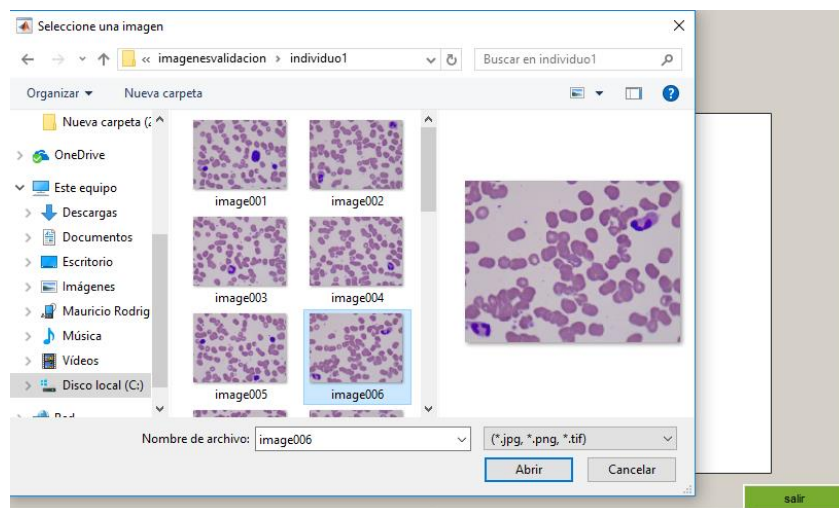 Seleccione una imagen
« imagenesvalidacion › individuo1
Buscar en individuo1
Organizar
Nueva carpeta
Nueva carpeta (2
OneDrive
Este equipo
Descargas
Documentos
Escritorio
Imágenes
Mauricio Rodrig
Música
Vídeos
Disco local (C:)
image001
image002
image003
image004
image005
image006
Nombre de archivo: image006
(*.jpg, *.png, *.tif)
Abrir
Cancelar
salir